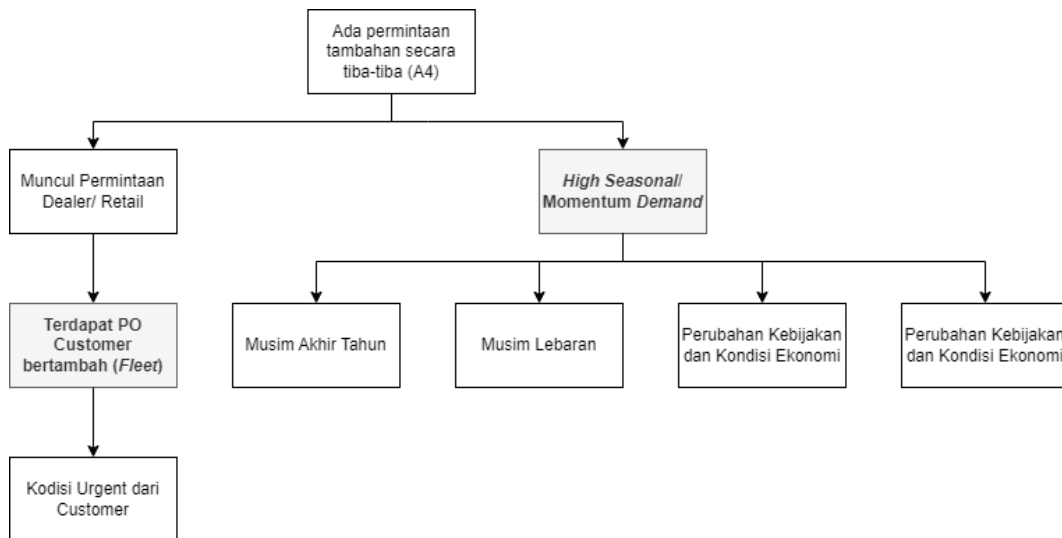 Ada permintaan
tambahan secara
tiba-tiba (A4)
Muncul Permintaan
Dealer/ Retail
High Seasonal/
Momentum Demand
Terdapat PO
Customer
bertambah (Fleet)
Musim Akhir Tahun
Musim Lebaran
Perubahan Kebijakan
dan Kondisi Ekonomi
Perubahan Kebijakan
dan Kondisi Ekonomi
Kodisi Urgent dari
Customer